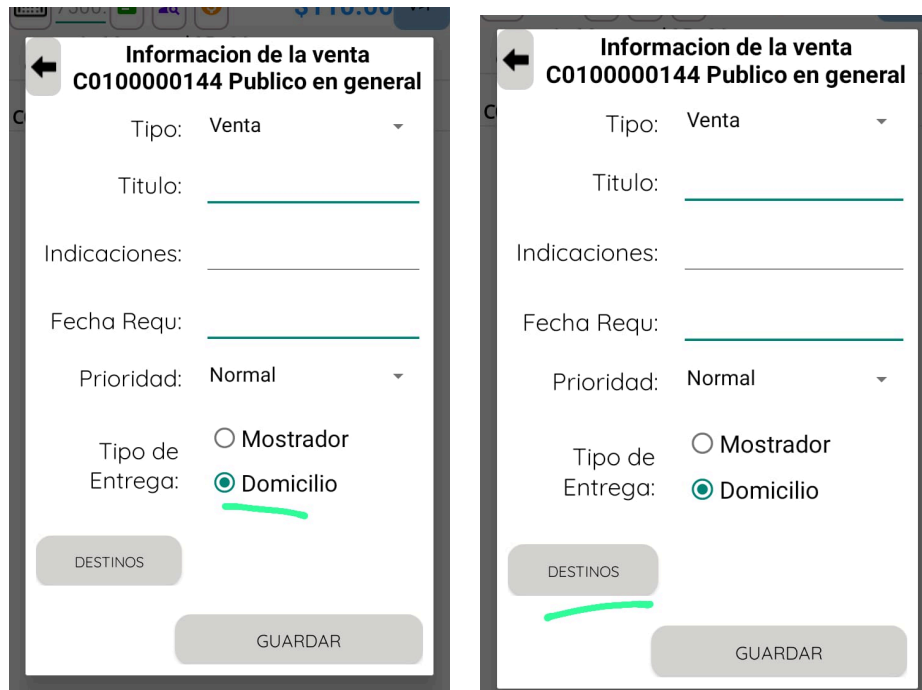 $110.00
Informacion de la venta
C0100000144 Publico en general
Tipo: Venta
Titulo:
Indicaciones:
Fecha Requ:
Prioridad: Normal
Tipo de
Entrega:
Mostrador
Domicilio
DESTINOS
GUARDAR
Informacion de la venta
C0100000144 Publico en general
Tipo: Venta
Titulo:
Indicaciones:
Fecha Requ:
Prioridad: Normal
Tipo de
Entrega:
Mostrador
Domicilio
DESTINOS
GUARDAR